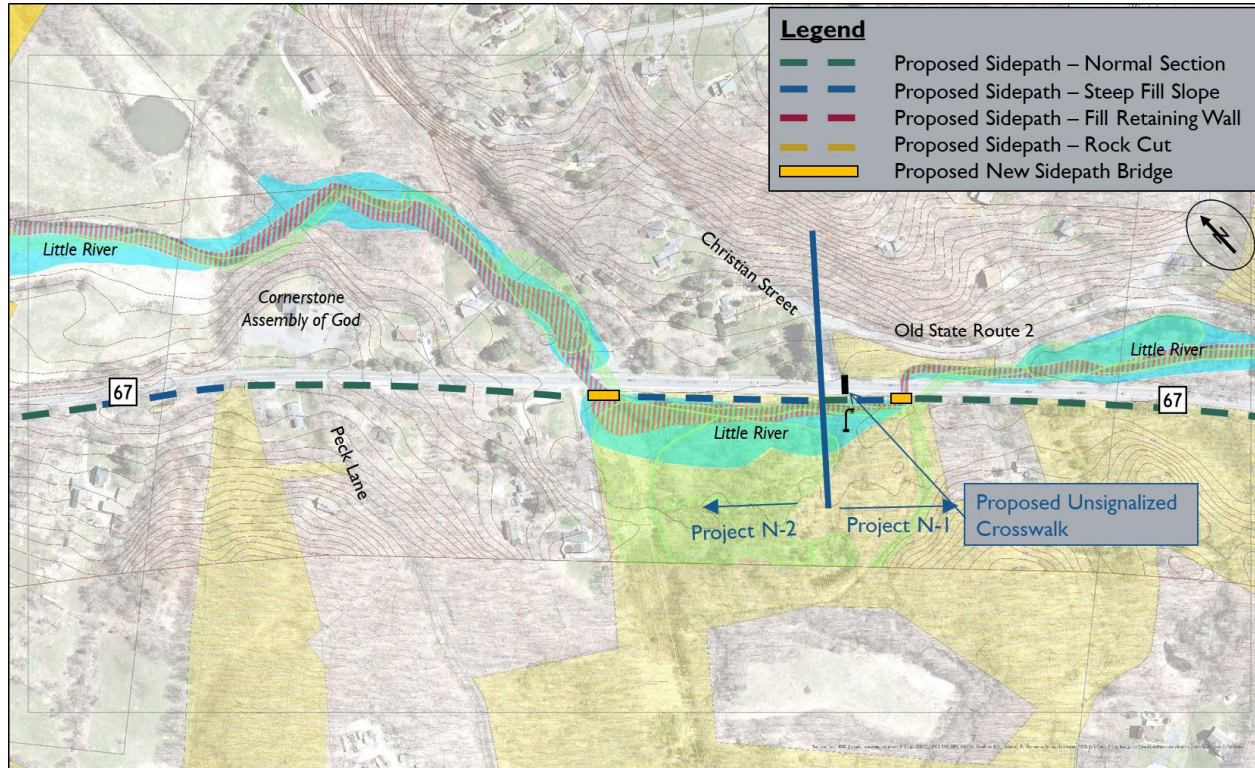 Legend
Proposed Sidepath – Normal Section
Proposed Sidepath – Steep Fill Slope
Proposed Sidepath – Fill Retaining Wall
Proposed Sidepath – Rock Cut
Proposed New Sidepath Bridge
N
Little River
Christian Street
Cornerstone
Assembly of God
Old State Route 2
Little River
67
67
Little River
Peck Lane
Project N-2
Project N-1
Proposed Unsignalized
Crosswalk